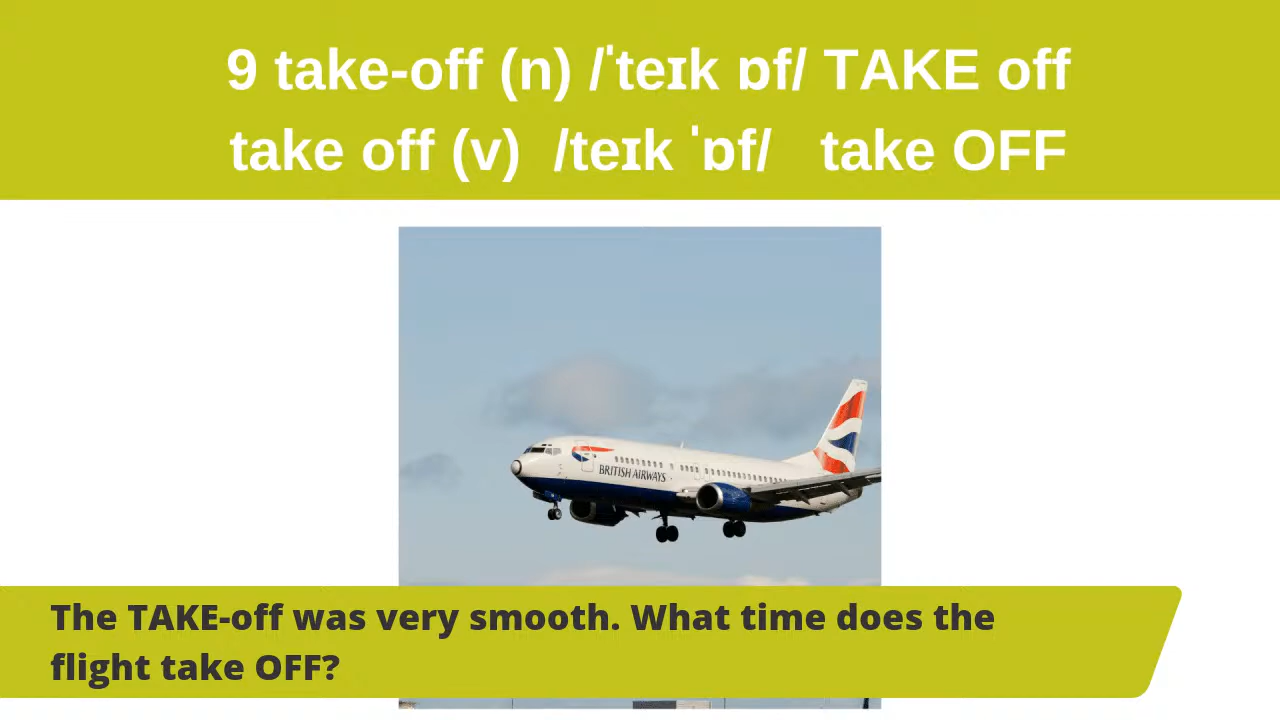 9 take-off (n) /ˈteɪk ɒf/ TAKE off
take off (v) /teɪk ˈɒf/ take OFF
BRITISH AIRWAYS
The TAKE-off was very smooth. What time does the
flight take OFF?